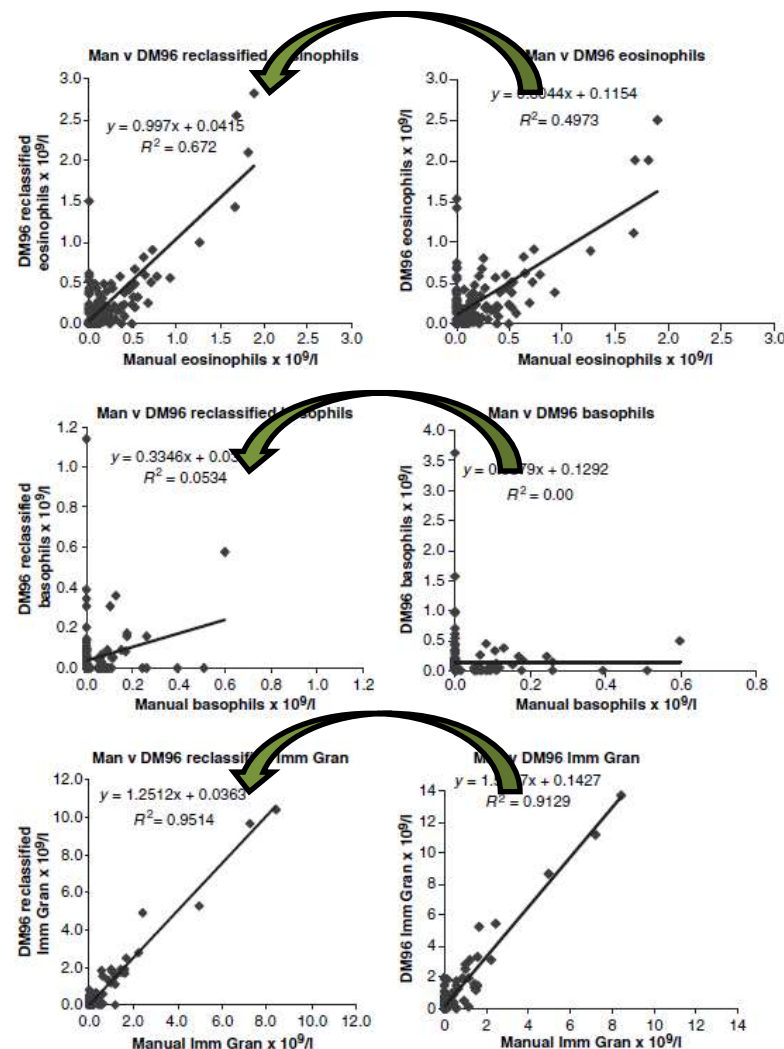 Man v DM96 reclassified eosinophils
3.0
2.5
2.0
1.5
1.0
0.5
0.0
y = 0.997x + 0.0415
R² = 0.672
DM96 reclassified
eosinophils x 10⁹/l
0.0 0.5 1.0 1.5 2.0 2.5 3.0
Manual eosinophils x 10⁹/l
Man v DM96 eosinophils
3.0
2.5
2.0
1.5
1.0
0.5
0.0
y = 0.8044x + 0.1154
R² = 0.4973
DM96 eosinophils x 10⁹/l
0.0 0.5 1.0 1.5 2.0 2.5 3.0
Manual eosinophils x 10⁹/l
Man v DM96 reclassified basophils
1.2
1.0
0.8
0.6
0.4
0.2
0.0
y = 0.3346x +
R² = 0.0534
DM96 reclassified
basophils x 10⁹/l
0.0 0.2 0.4 0.6 0.8 1.0 1.2
Manual basophils x 10⁹/l
Man v DM96 basophils
4.0
3.5
3.0
2.5
2.0
1.5
1.0
0.5
0.0
y = + 0.1292
R² = 0.00
DM96 basophils x 10⁹/l
0.0 0.2 0.4 0.6 0.8
Manual basophils x 10⁹/l
Man v DM96 reclassified Imm Gran
12.0
10.0
8.0
6.0
4.0
2.0
0.0
y = 1.2512x + 0.0363
R² = 0.9514
DM96 reclassified
Imm Gran x 10⁹/l
0.0 2.0 4.0 6.0 8.0 10.0 12.0
Manual Imm Gran x 10⁹/l
Man v DM96 Imm Gran
14
12
10
8
6
4
2
0
y = + 0.1427
R² = 0.9129
DM96 Imm Gran x 10⁹/l
0 2 4 6 8 10 12 14
Manual Imm Gran x 10⁹/l